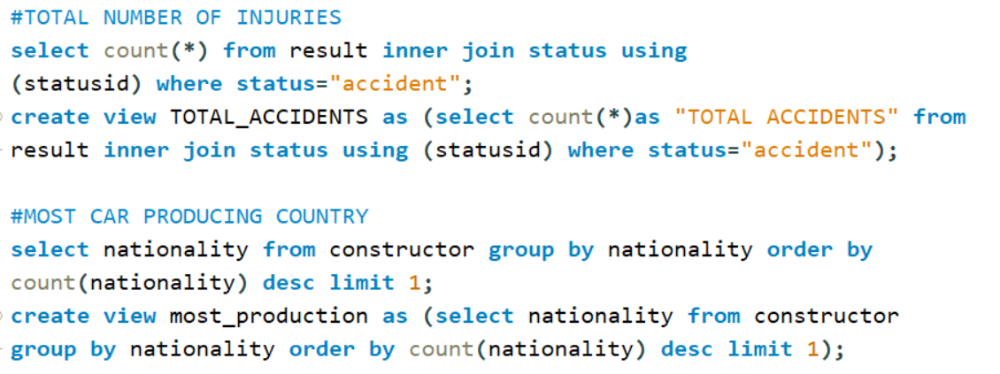 #TOTAL NUMBER OF INJURIES
select count(*) from result inner join status using
(statusid) where status="accident";
create view TOTAL_ACCIDENTS as (select count(*)as "TOTAL ACCIDENTS" from
result inner join status using (statusid) where status="accident");
#MOST CAR PRODUCING COUNTRY
select nationality from constructor group by nationality order by
count(nationality) desc limit 1;
create view most_production as (select nationality from constructor
group by nationality order by count(nationality) desc limit 1);